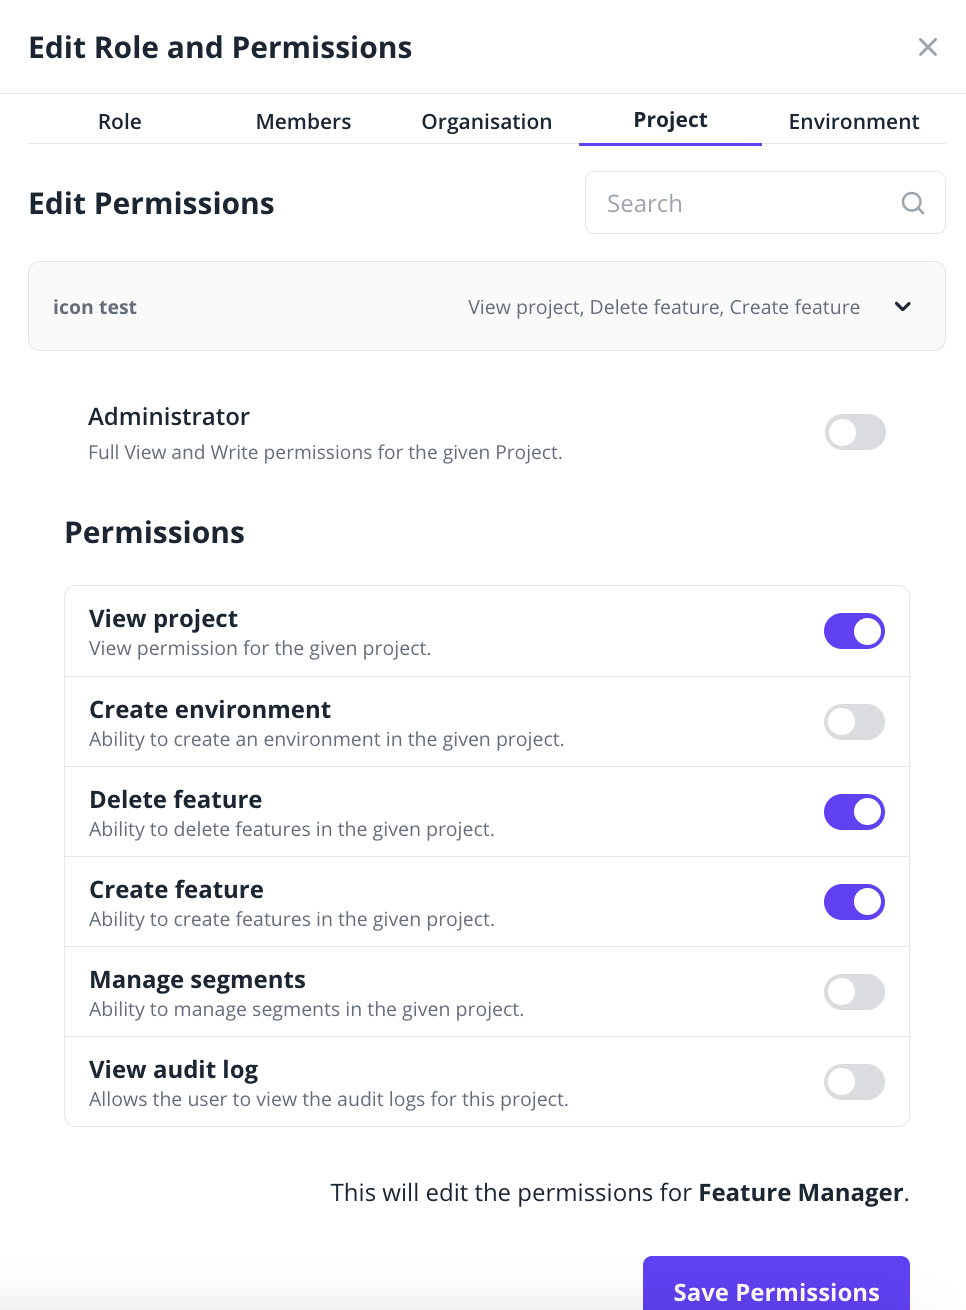 Edit Role and Permissions
Role Members Organisation Project Environment
Edit Permissions
Search
icon test View project, Delete feature, Create feature
Administrator
Full View and Write permissions for the given Project.
Permissions
View project
View permission for the given project.
Create environment
Ability to create an environment in the given project.
Delete feature
Ability to delete features in the given project.
Create feature
Ability to create features in the given project.
Manage segments
Ability to manage segments in the given project.
View audit log
Allows the user to view the audit logs for this project.
This will edit the permissions for Feature Manager.
Save Permissions